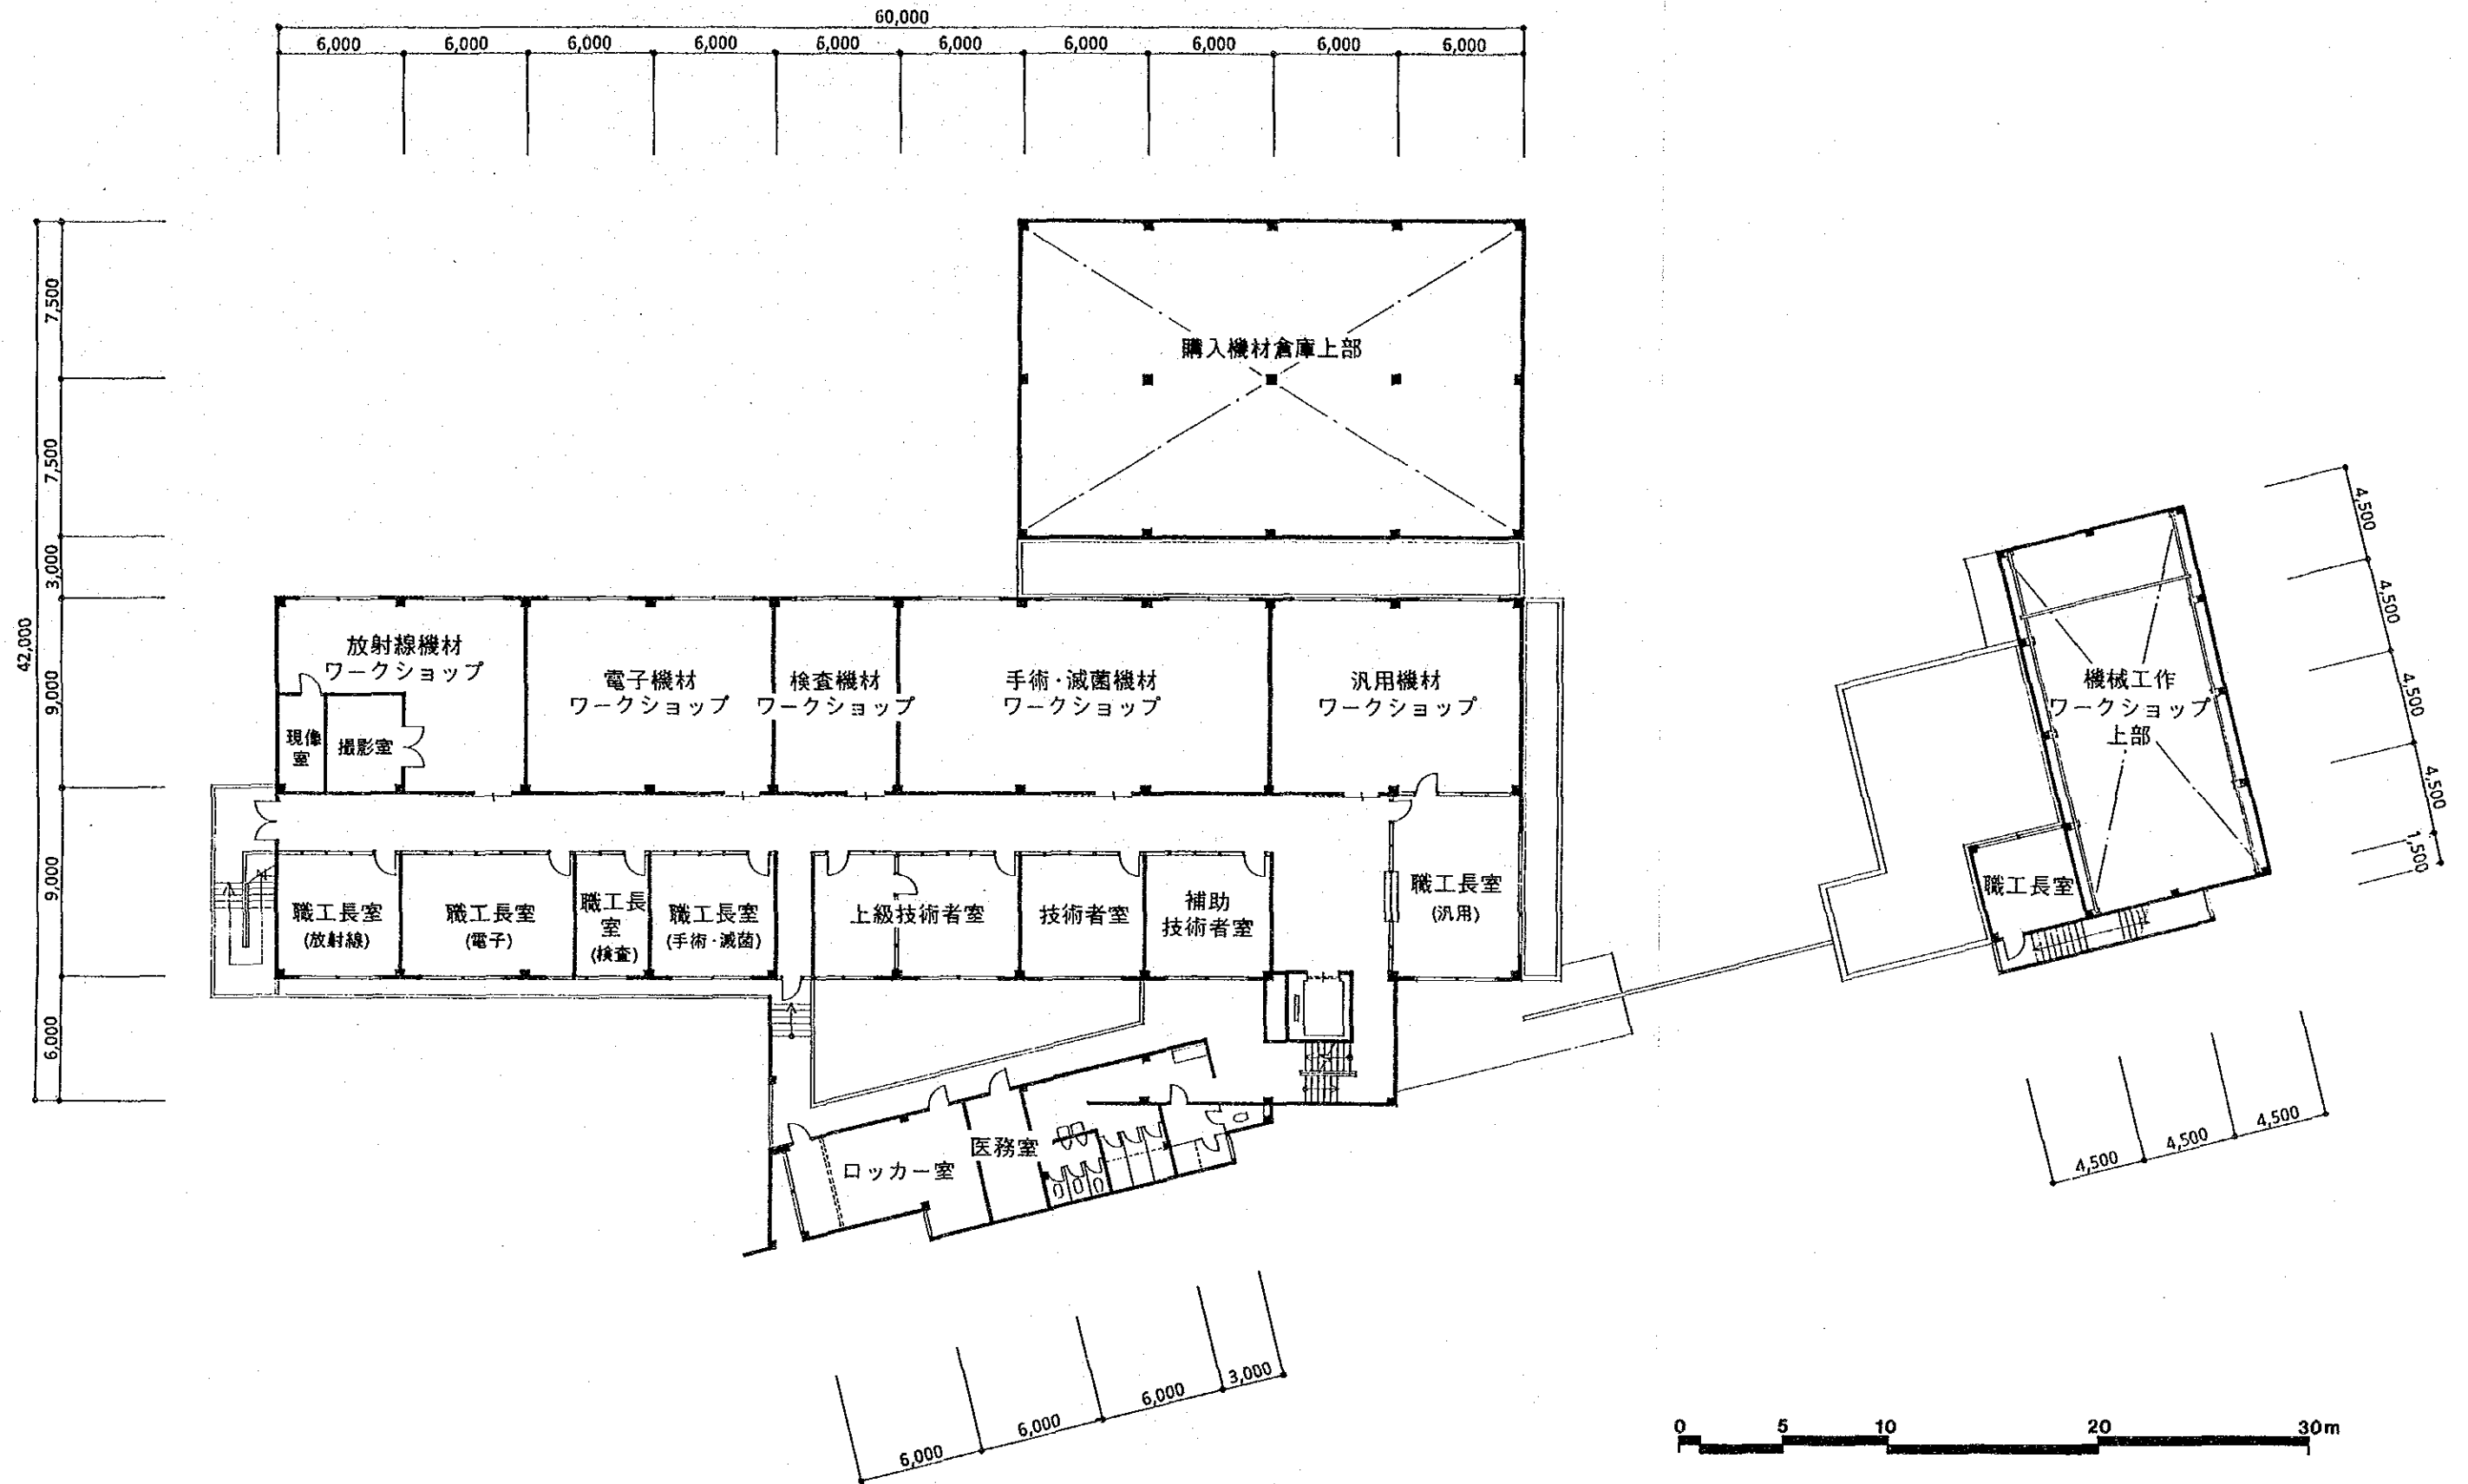 60,000
6,000 6,000 6,000 6,000 6,000 6,000 6,000 6,000 6,000 6,000
42,000
7,500
7,500
3,000
9,000
9,000
6,000
購入機材倉庫上部
放射線機材
ワークショップ
現像
室
撮影室
電子機材
ワークショップ
検査機材
ワークショップ
手術・滅菌機材
ワークショップ
汎用機材
ワークショップ
職工長室
(放射線)
職工長室
(電子)
職工長
室
(検査)
職工長室
(手術・滅菌)
上級技術者室
技術者室
補助
技術者室
職工長室
(汎用)
ロッカー室
医務室
6,000
6,000
6,000
3,000
機械工作
ワークショップ
上部
職工長室
4,500
4,500
4,500
4,500
1,500
4,500
4,500
4,500
0 5 10 20 30m